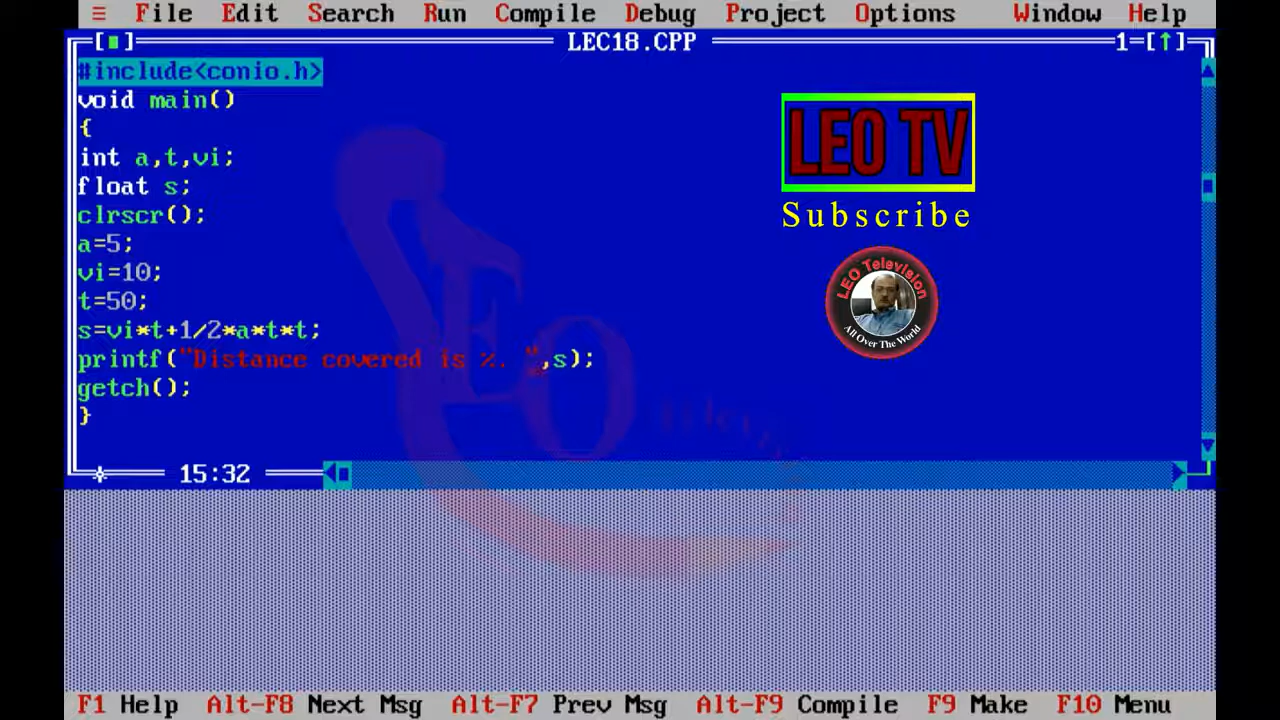 ≡ File Edit Search Run Compile Debug Project Options Window Help
LEC18.CPP 1=[↑]
#include<conio.h>
void main()
{
int a,t,vi;
float s;
clrscr();
a=5;
vi=10;
t=50;
s=vi*t+1/2*a*t*t;
printf("Distance covered is %. ",s);
getch();
}
LEO TV
Subscribe
LEO Television
All Over The World
15:32
F1 Help Alt-F8 Next Msg Alt-F7 Prev Msg Alt-F9 Compile F9 Make F10 Menu